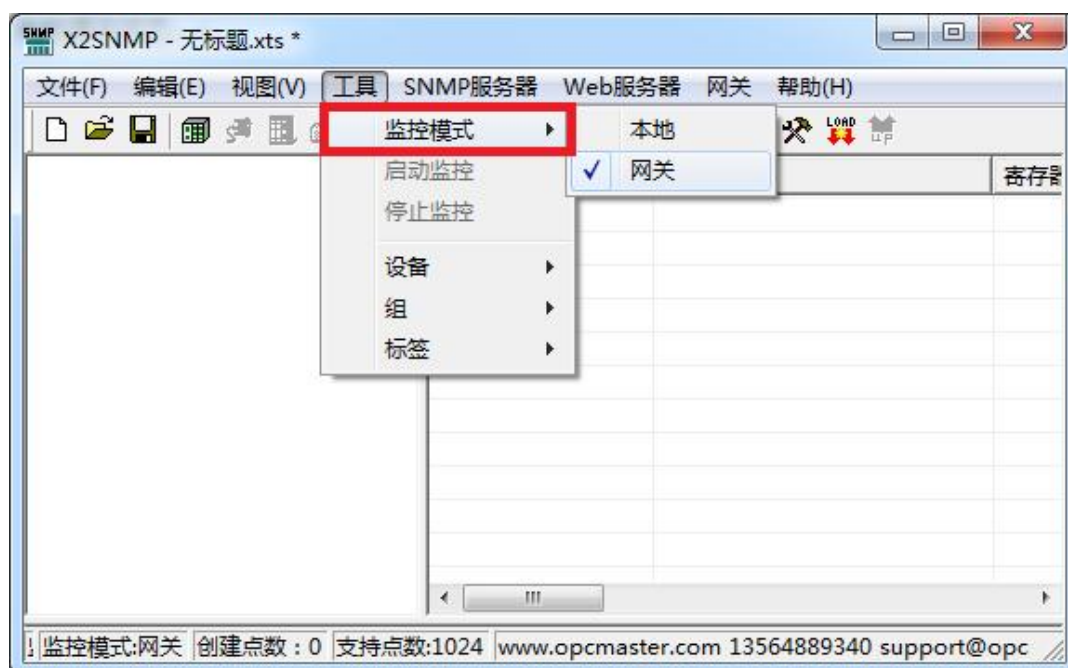 SNMP X2SNMP - 无标题.xts *
文件(F) 编辑(E) 视图(V) 工具 SNMP服务器 Web服务器 网关 帮助(H)
LOAD
UP
监控模式
本地
启动监控
网关
寄存器
停止监控
设备
组
标签
监控模式:网关 创建点数:0 支持点数:1024 www.opcmaster.com 13564889340 support@opc